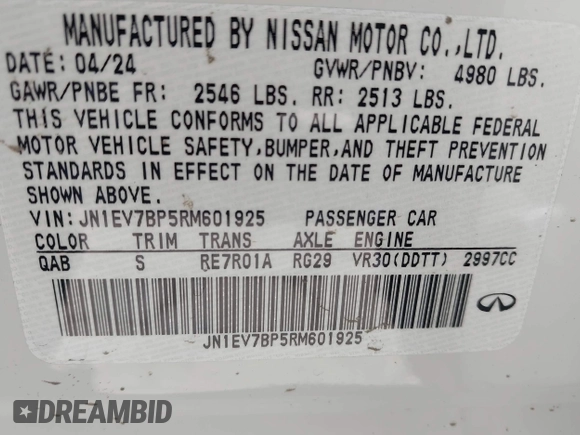 MANUFACTURED BY NISSAN MOTOR CO.,LTD.
DATE: 04/24 GVWR/PNBV: 4980 LBS.
GAWR/PNBE FR: 2546 LBS. RR: 2513 LBS.
THIS VEHICLE CONFORMS TO ALL APPLICABLE FEDERAL
MOTOR VEHICLE SAFETY,BUMPER,AND THEFT PREVENTION
STANDARDS IN EFFECT ON THE DATE OF MANUFACTURE
SHOWN ABOVE.
VIN:JN1EV7BP5RM601925 PASSENGER CAR
COLOR TRIM TRANS AXLE ENGINE
QAB S RE7R01A RG29 VR30(DDTT) 2997CC
JN1EV7BP5RM601925
DREAMBID